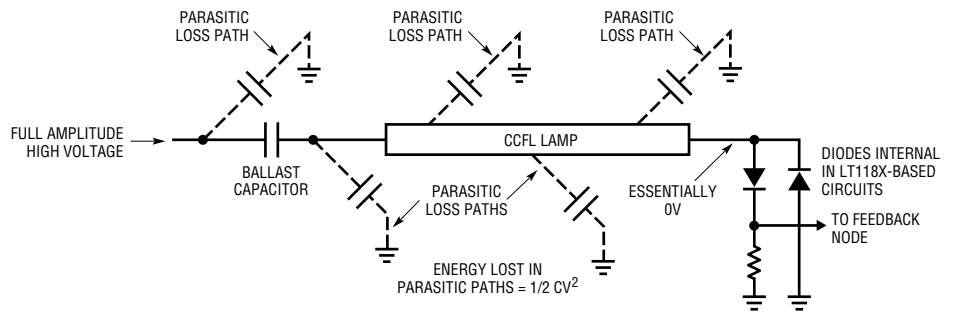 PARASITIC
LOSS PATH
PARASITIC
LOSS PATH
PARASITIC
LOSS PATH
FULL AMPLITUDE
HIGH VOLTAGE
BALLAST
CAPACITOR
CCFL LAMP
PARASITIC
LOSS PATHS
ESSENTIALLY
0V
DIODES INTERNAL
IN LT118X-BASED
CIRCUITS
TO FEEDBACK
NODE
ENERGY LOST IN
PARASITIC PATHS = 1/2 CV²